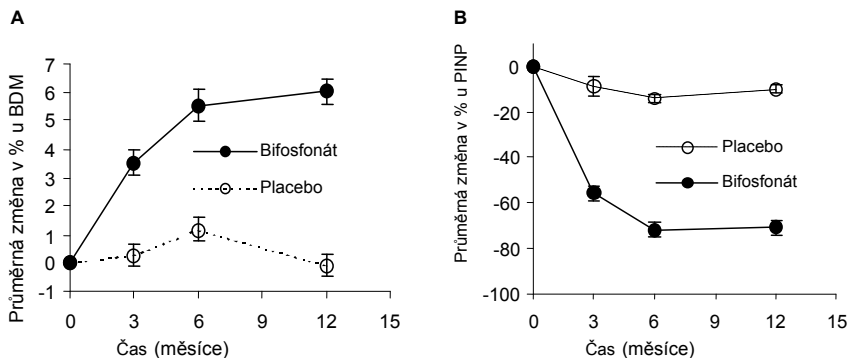 A
Průměrná změna v % u BDM
7
6
5
4
3
2
1
0
-1
Bifosfonát
Placebo
0 3 6 9 12 15
Čas (měsíce)
B
Průměrná změna v % u PINP
0
-20
-40
-60
-80
-100
Placebo
Bifosfonát
0 3 6 9 12 15
Čas (měsíce)